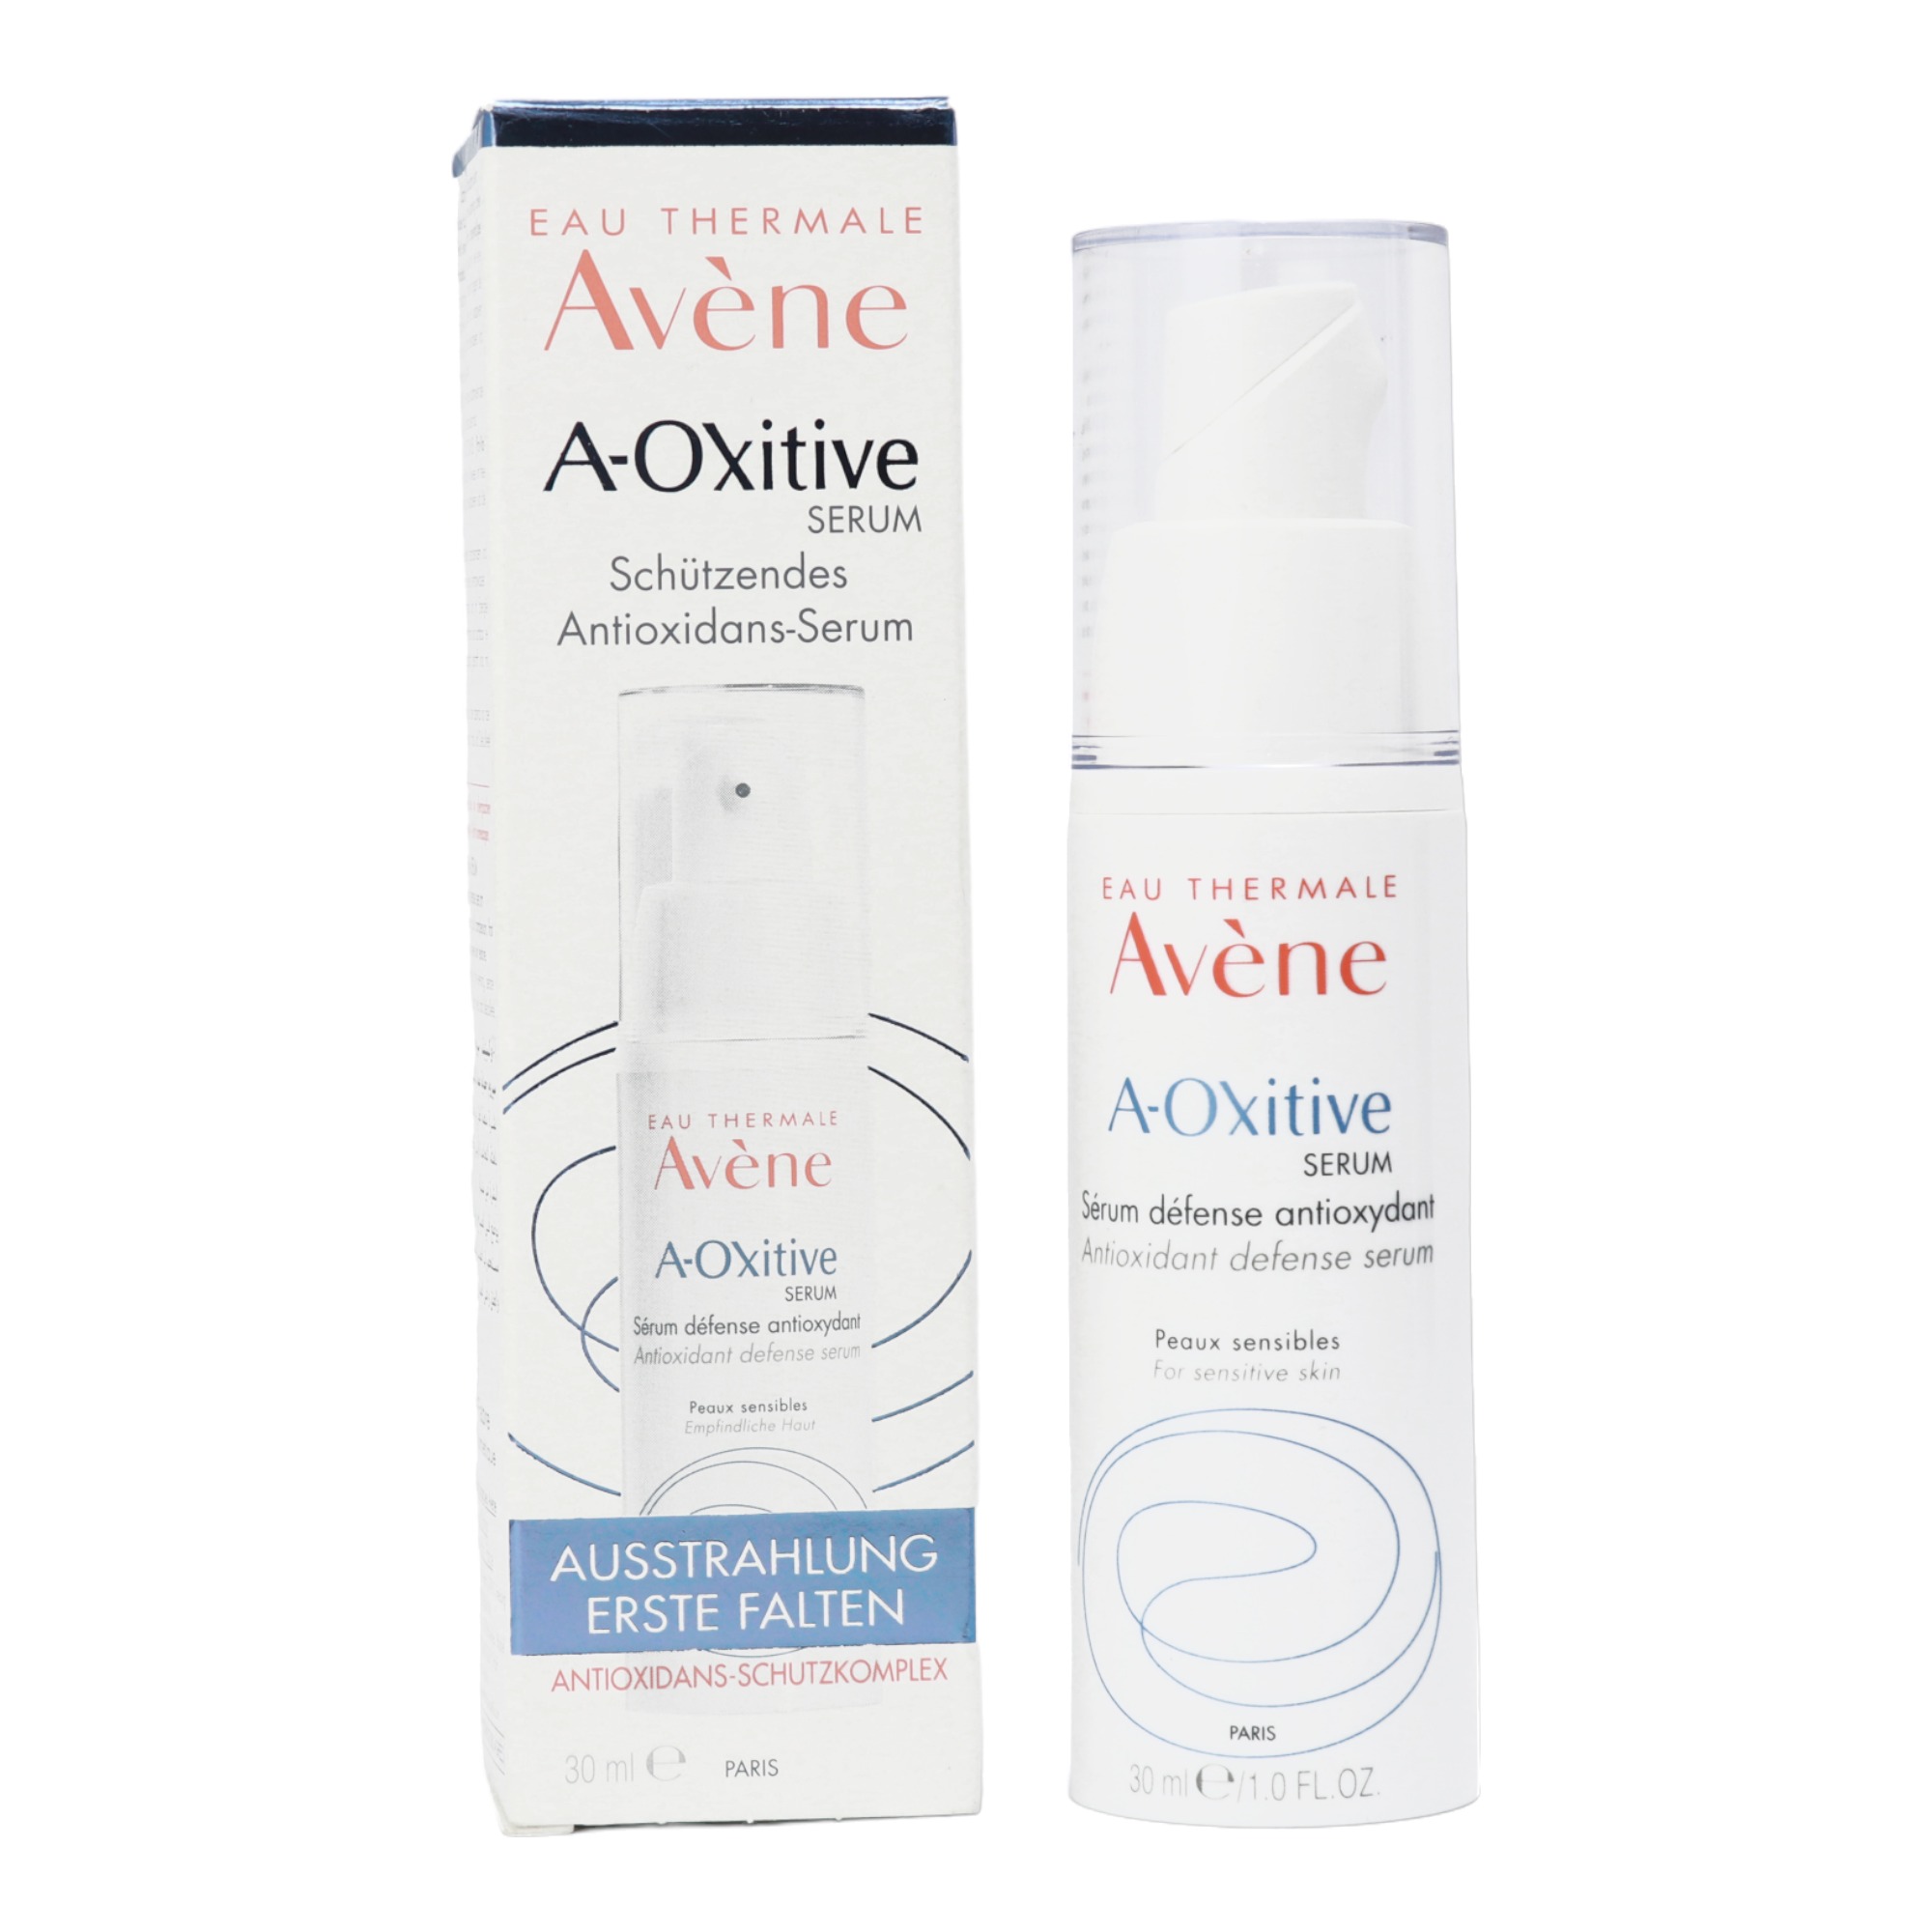 EAU THERMALE
Avène
A-OXitive
SERUM
Schützendes
Antioxidans-Serum
EAU THERMALE
Avène
A-OXitive
SERUM
Sérum défense antioxydant
Antioxidant defense serum
Peaux sensibles
Empfindliche Haut
AUSSTRAHLUNG
ERSTE FALTEN
ANTIOXIDANS-SCHUTZKOMPLEX
30 ml ℮ PARIS
EAU THERMALE
Avène
A-OXitive
SERUM
Sérum défense antioxydant
Antioxidant defense serum
Peaux sensibles
For sensitive skin
PARIS
30 ml ℮/1.0 FL.OZ.